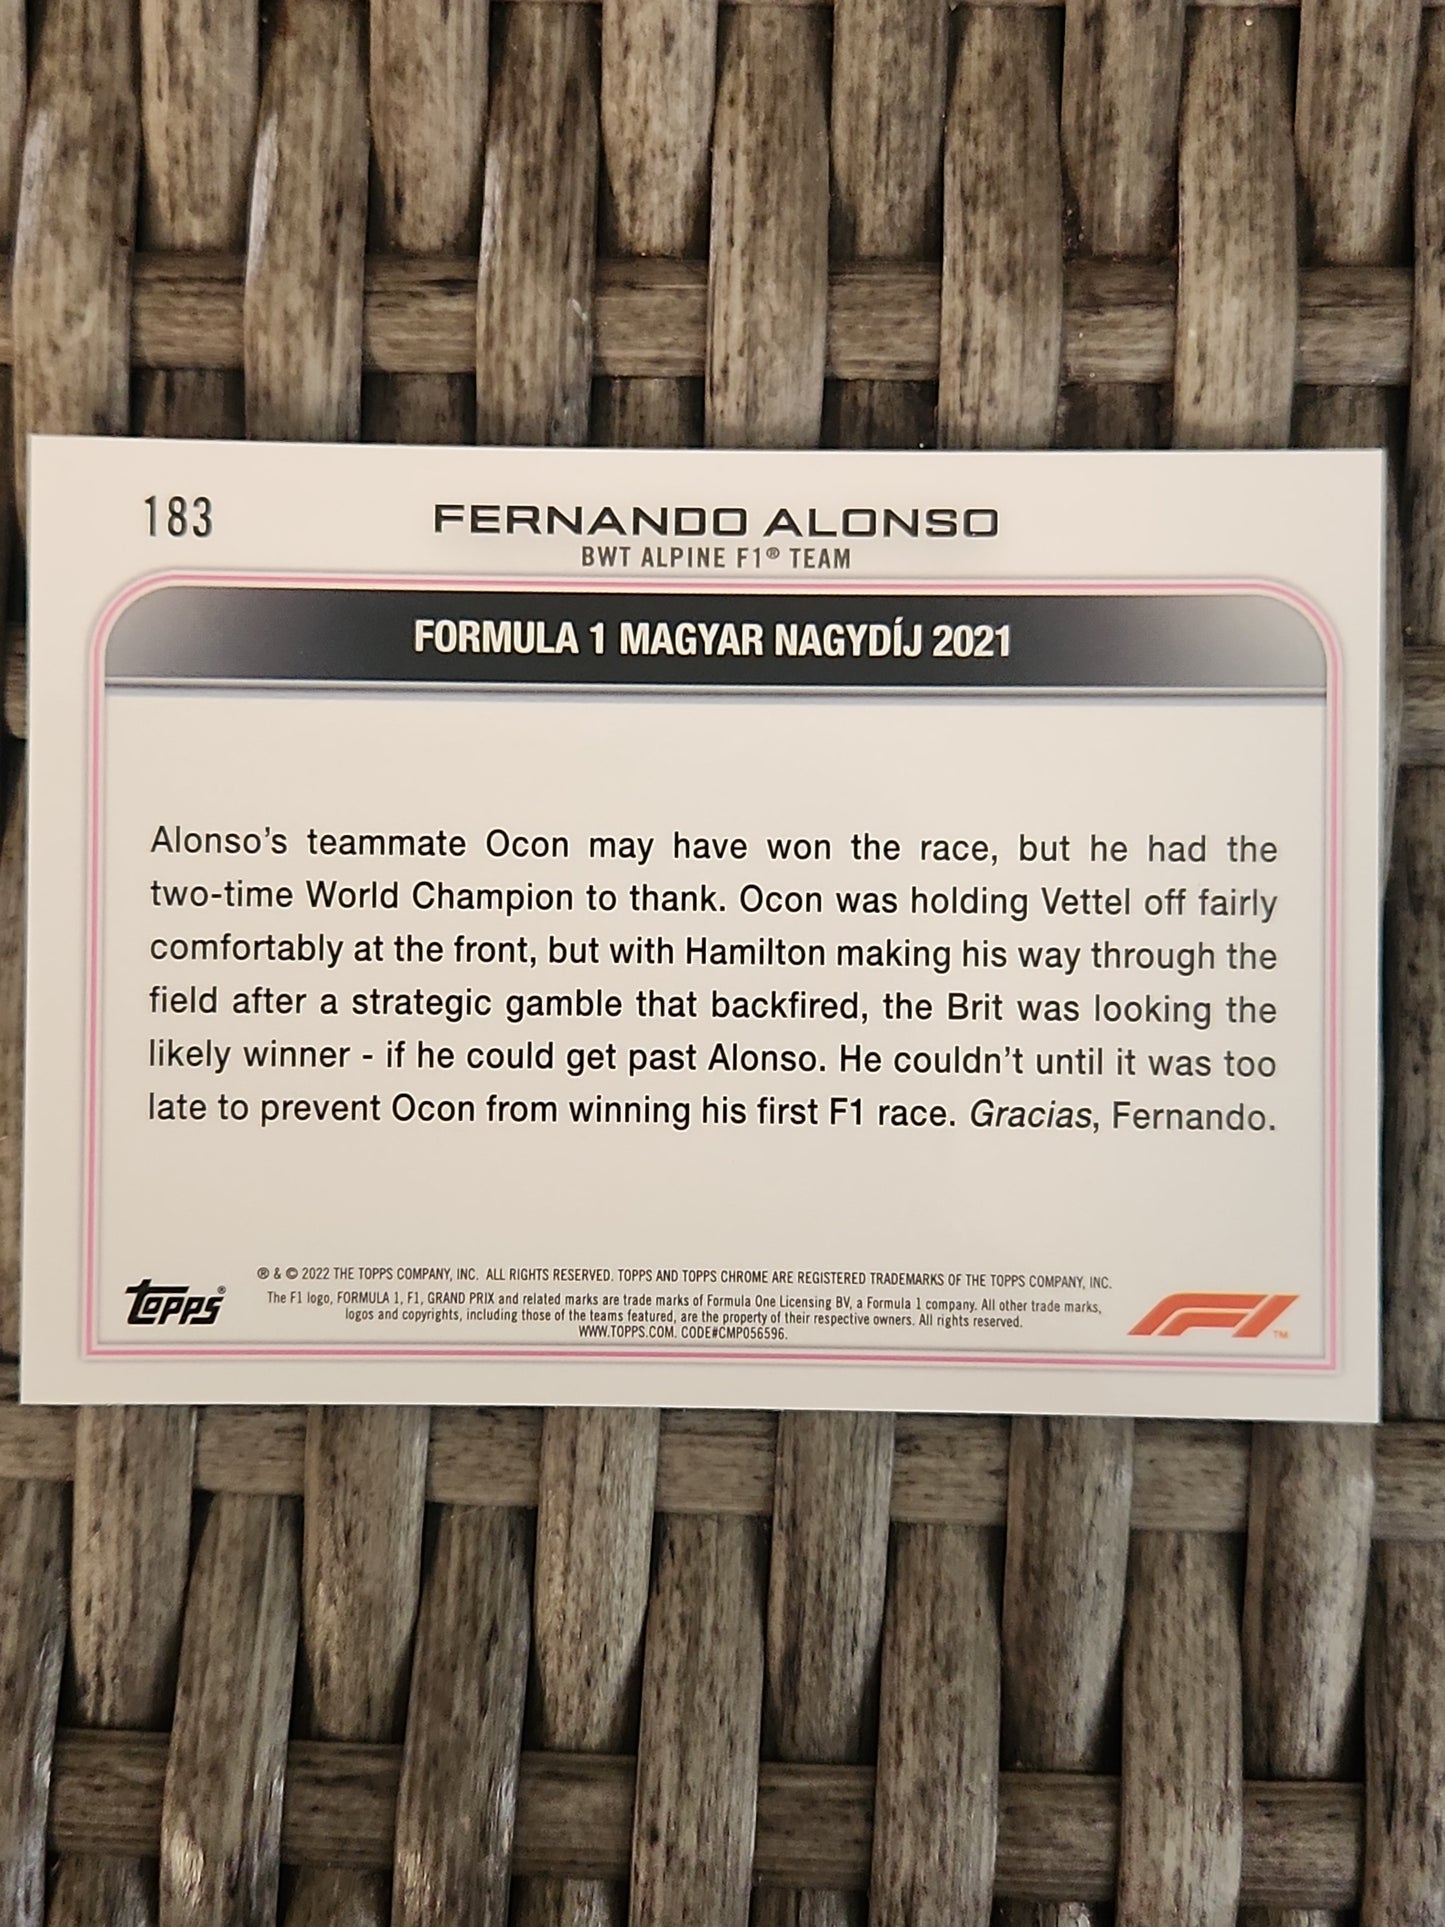 183
FERNANDO ALONSO
BWT ALPINE F1® TEAM
FORMULA 1 MAGYAR NAGYDÍJ 2021
Alonso's teammate Ocon may have won the race, but he had the
two-time World Champion to thank. Ocon was holding Vettel off fairly
comfortably at the front, but with Hamilton making his way through the
field after a strategic gamble that backfired, the Brit was looking the
likely winner - if he could get past Alonso. He couldn't until it was too
late to prevent Ocon from winning his first F1 race. Gracias, Fernando.
® & © 2022 THE TOPPS COMPANY, INC. ALL RIGHTS RESERVED. TOPPS AND TOPPS CHROME ARE REGISTERED TRADEMARKS OF THE TOPPS COMPANY, INC.
The F1 logo, FORMULA 1, F1, GRAND PRIX and related marks are trade marks of Formula One Licensing BV, a Formula 1 company. All other trade marks,
logos and copyrights, including those of the teams featured, are the property of their respective owners. All rights reserved.
WWW.TOPPS.COM. CODE#CMP056596.
Topps®
F1™